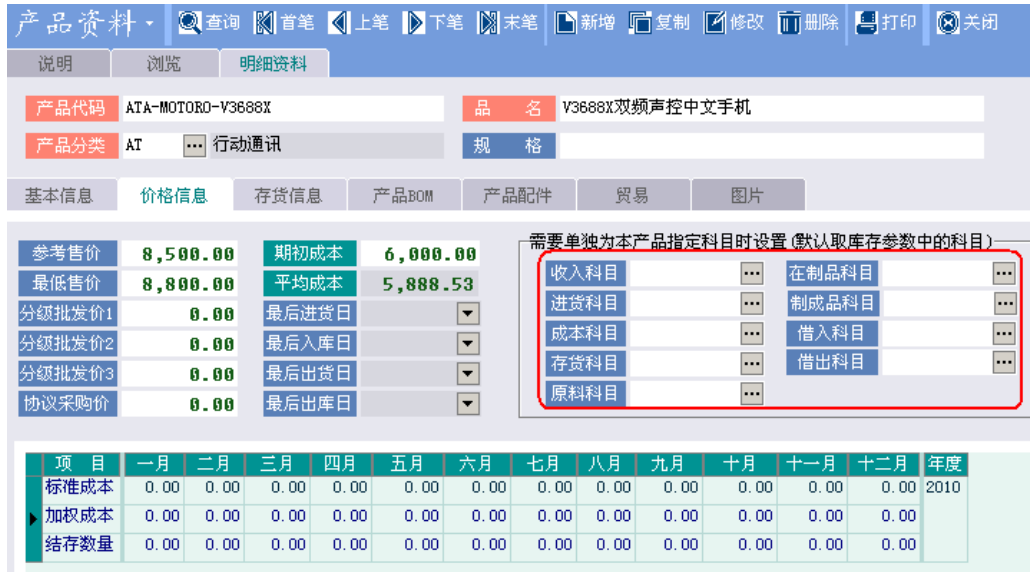 产品资料 查询 首笔 上笔 下笔 末笔 新增 复制 修改 删除 打印 关闭
说明 浏览 明细资料
产品代码 ATA-MOTORO-V3688X 品 名 V3688X双频声控中文手机
产品分类 AT ... 行动通讯 规 格
基本信息 价格信息 存货信息 产品BOM 产品配件 贸易 图片
需要单独为本产品指定科目时设置(默认取库存参数中的科目)
参考售价 8,500.00 期初成本 6,000.00 收入科目 ... 在制品科目 ...
最低售价 8,800.00 平均成本 5,888.53 进货科目 ... 制成品科目 ...
分级批发价1 0.00 最后进货日 成本科目 ... 借入科目 ...
分级批发价2 0.00 最后入库日 存货科目 ... 借出科目 ...
分级批发价3 0.00 最后出货日 原料科目 ...
协议采购价 0.00 最后出库日
项 目 一月 二月 三月 四月 五月 六月 七月 八月 九月 十月 十一月 十二月 年度
标准成本 0.00 0.00 0.00 0.00 0.00 0.00 0.00 0.00 0.00 0.00 0.00 0.00 2010
加权成本 0.00 0.00 0.00 0.00 0.00 0.00 0.00 0.00 0.00 0.00 0.00 0.00
结存数量 0.00 0.00 0.00 0.00 0.00 0.00 0.00 0.00 0.00 0.00 0.00 0.00